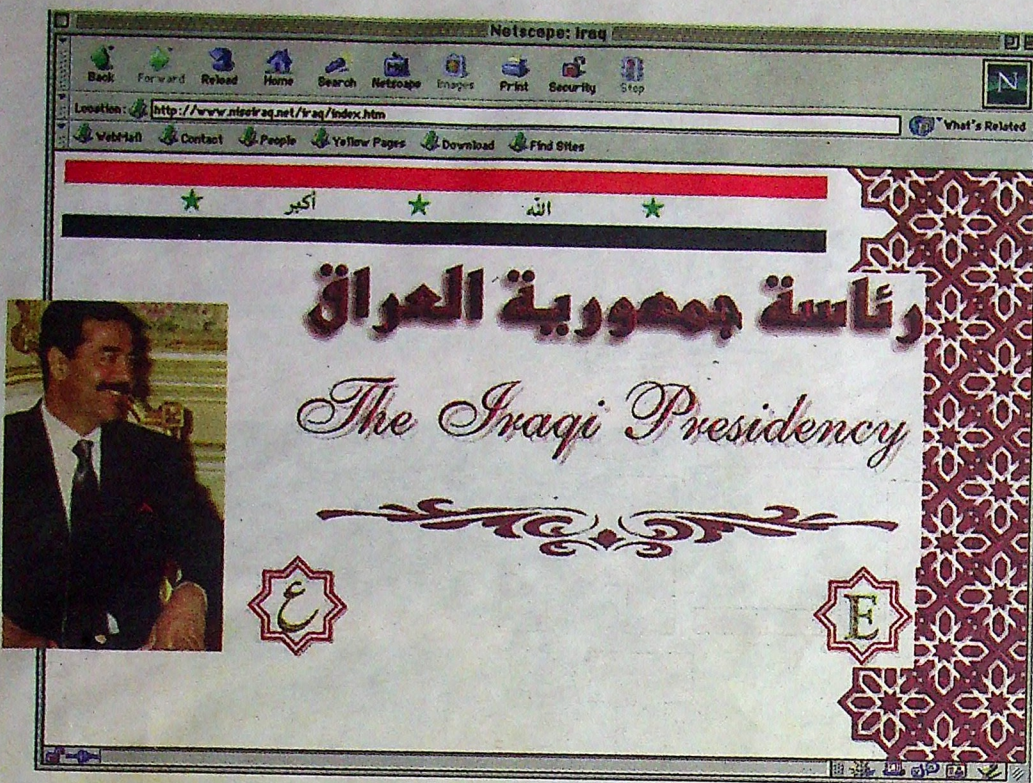 Netscape: Iraq
Back Forward Reload Home Search Netscape Images Print Security Stop
Location: http://www.nisciraq.net/iraq/index.htm What's Related
WebMail Contact People Yellow Pages Download Find Sites
الله أكبر
رئاسة جمهورية العراق
The Iraqi Presidency
ع E
N